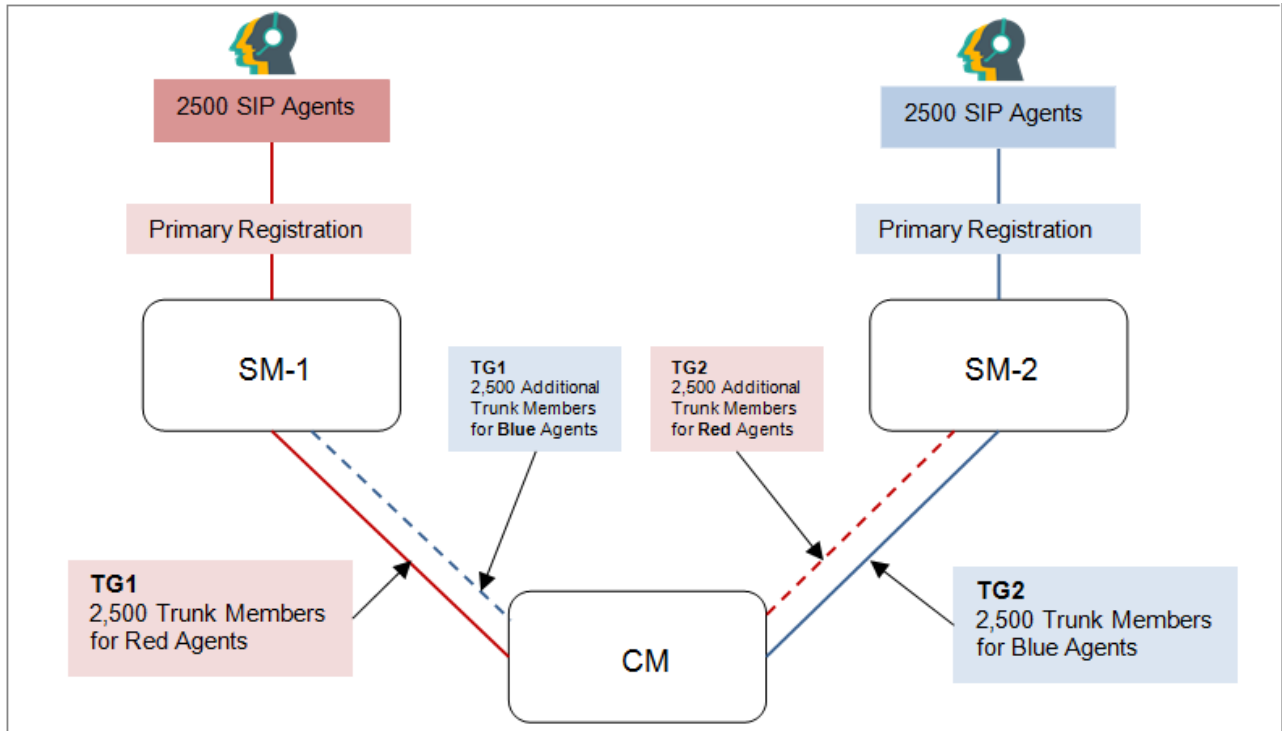 2500 SIP Agents
2500 SIP Agents
Primary Registration
Primary Registration
SM-1
SM-2
TG1
2,500 Additional
Trunk Members
for Blue Agents
TG2
2,500 Additional
Trunk Members
for Red Agents
TG1
2,500 Trunk Members
for Red Agents
CM
TG2
2,500 Trunk Members
for Blue Agents